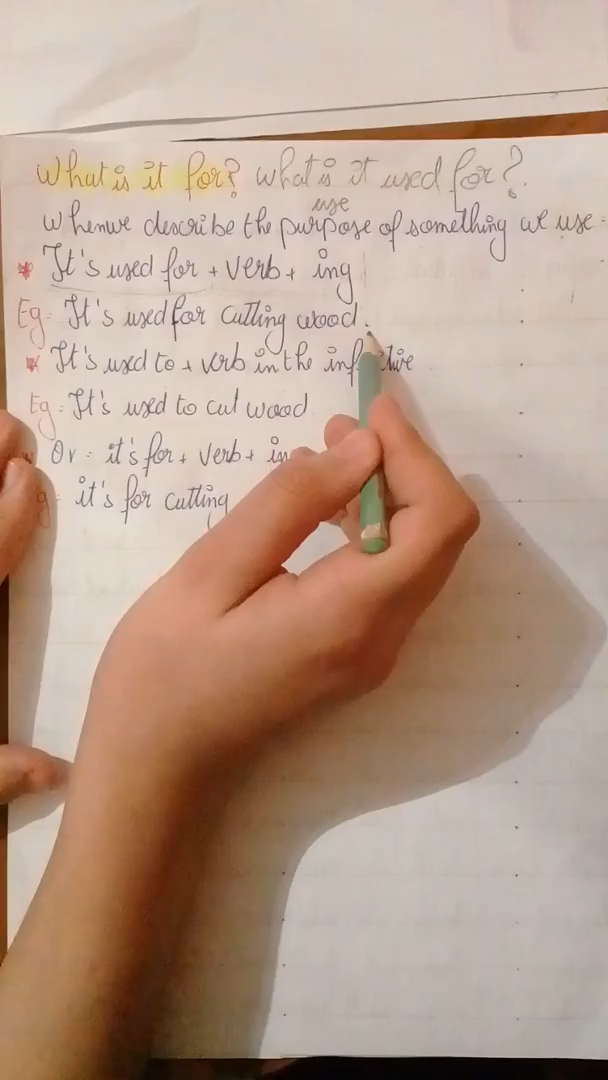 What is it for? What is it used for?
use
when we describe the purpose of something we use =
* It's used for + verb + ing
Eg = It's used for cutting wood.
* It's used to + verb in the
Eg = It's used to cut wood
Or = it's for + verb +
it's for cutting